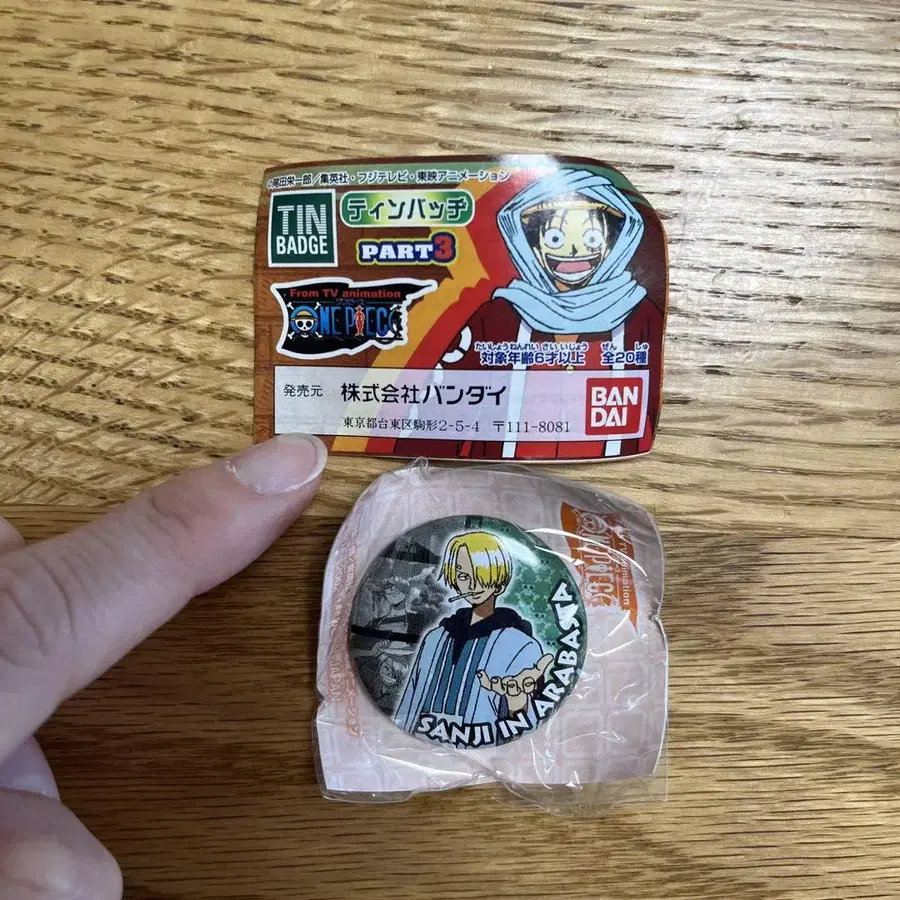 ©尾田栄一郎/集英社・フジテレビ・東映アニメーション
TIN
BADGE
ティンバッヂ
PART3
From TV animation
ONE PIECE
たいしょうねんれい さい いじょう ぜん しゅ
対象年齢6才以上 全20種
発売元 株式会社バンダイ
東京都台東区駒形2-5-4 〒111-8081
BAN
DAI
SANJI IN ARABASTA